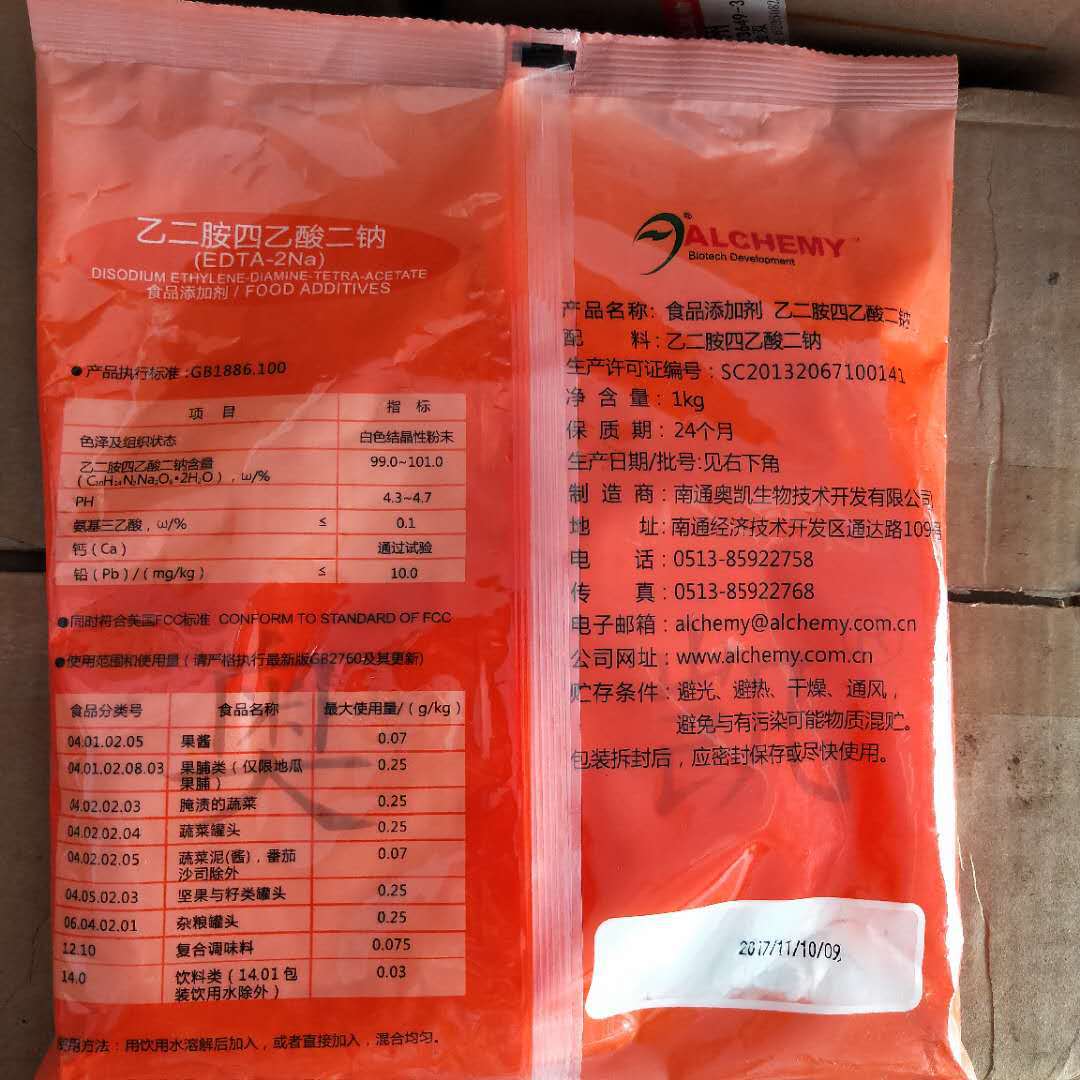 乙二胺四乙酸二钠
(EDTA-2Na)
DISODIUM ETHYLENE-DIAMINE-TETRA-ACETATE
食品添加剂 / FOOD ADDITIVES
●产品执行标准:GB1886.100
项 目 指 标
色泽及组织状态 白色结晶性粉末
乙二胺四乙酸二钠含量 99.0~101.0
(C₁₀H₁₄N₂Na₂O₈•2H₂O),ω/%
PH 4.3~4.7
氨基三乙酸,ω/% ≤ 0.1
钙(Ca) 通过试验
铅(Pb)/(mg/kg) ≤ 10.0
●同时符合美国FCC标准 CONFORM TO STANDARD OF FCC
●使用范围和使用量(请严格执行最新版GB2760及其更新)
食品分类号 食品名称 最大使用量/(g/kg)
04.01.02.05 果酱 0.07
04.01.02.08.03 果脯类(仅限地瓜 0.25
果脯)
04.02.02.03 腌渍的蔬菜 0.25
04.02.02.04 蔬菜罐头 0.25
04.02.02.05 蔬菜泥(酱),番茄 0.07
沙司除外
04.05.02.03 坚果与籽类罐头 0.25
06.04.02.01 杂粮罐头 0.25
12.10 复合调味料 0.075
14.0 饮料类(14.01包 0.03
装饮用水除外)
使用方法:用饮用水溶解后加入,或者直接加入,混合均匀。
® ALCHEMY™
Biotech Development
产品名称:食品添加剂 乙二胺四乙酸二钠
配 料:乙二胺四乙酸二钠
生产许可证编号:SC20132067100141
净 含 量:1kg
保 质 期:24个月
生产日期/批号:见右下角
制 造 商:南通奥凯生物技术开发有限公司
地 址:南通经济技术开发区通达路109号
电 话:0513-85922758
传 真:0513-85922768
电子邮箱:alchemy@alchemy.com.cn
公司网址:www.alchemy.com.cn
贮存条件:避光、避热、干燥、通风,
避免与有污染可能物质混贮。
包装拆封后,应密封保存或尽快使用。
奥 凯
2017/11/10/09